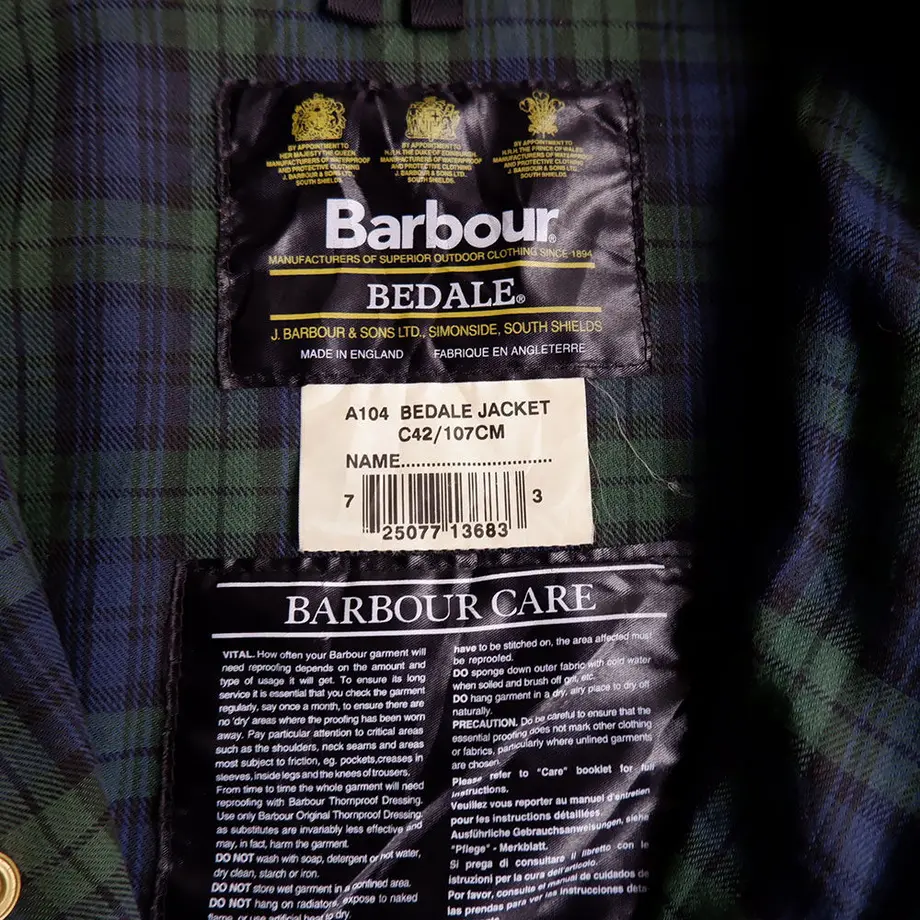 BY APPOINTMENT TO
HER MAJESTY THE QUEEN
MANUFACTURERS OF WATERPROOF
AND PROTECTIVE CLOTHING
J. BARBOUR & SONS LTD.
SOUTH SHIELDS.
BY APPOINTMENT TO
H.R.H. THE DUKE OF EDINBURGH
MANUFACTURERS OF WATERPROOF
AND PROTECTIVE CLOTHING
J. BARBOUR & SONS LTD.
SOUTH SHIELDS.
BY APPOINTMENT TO
H.R.H. THE PRINCE OF WALES
MANUFACTURERS OF WATERPROOF
AND PROTECTIVE CLOTHING
J. BARBOUR & SONS LTD.
SOUTH SHIELDS.
Barbour®
MANUFACTURERS OF SUPERIOR OUTDOOR CLOTHING SINCE 1894
BEDALE®
J. BARBOUR & SONS LTD., SIMONSIDE, SOUTH SHIELDS
MADE IN ENGLAND FABRIQUE EN ANGLETERRE
A104 BEDALE JACKET
C42/107CM
NAME..............................
7 25077 13683 3
BARBOUR CARE
VITAL. How often your Barbour garment will
need reproofing depends on the amount and
type of usage it will get. To ensure its long
service it is essential that you check the garment
regularly, say once a month, to ensure there are
no 'dry' areas where the proofing has been worn
away. Pay particular attention to critical areas
such as the shoulders, neck seams and areas
most subject to friction, eg. pockets,creases in
sleeves, inside legs and the knees of trousers.
From time to time the whole garment will need
reproofing with Barbour Thornproof Dressing.
Use only Barbour Original Thornproof Dressing,
as substitutes are invariably less effective and
may, in fact, harm the garment.
DO NOT wash with soap, detergent or hot water,
dry clean, starch or iron.
DO NOT store wet garment in a confined area.
DO NOT hang on radiators, expose to naked
flame, or use artificial heat to dry.
have to be stitched on, the area affected must
be reproofed.
DO sponge down outer fabric with cold water
when soiled and brush off grit, etc.
DO hang garment in a dry, airy place to dry off
naturally.
PRECAUTION. Do be careful to ensure that the
essential proofing does not mark other clothing
or fabrics, particularly where unlined garments
are chosen.
Please refer to "Care" booklet for full
instructions.
Veuillez vous reporter au manuel d'entretien
pour les instructions détaillées.
Ausführliche Gebrauchsanweisungen, siehe
"Pflege" - Merkblatt.
Si prega di consultare il libretto con le
istruzioni per la cura dell'articolo.
Por favor, consulte el manual de cuidados de
las prendas para ver las instrucciones deta-